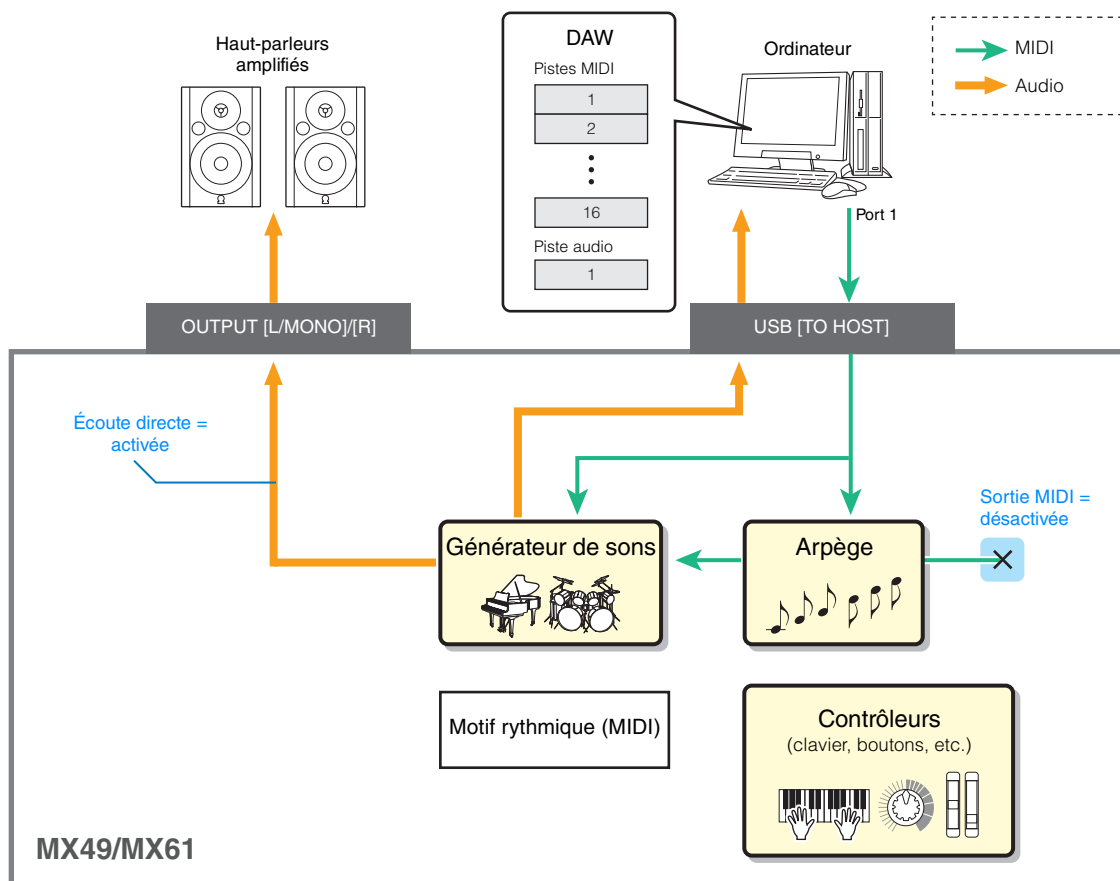 Haut-parleurs
amplifiés
DAW
Pistes MIDI
1
2
16
Piste audio
1
Ordinateur
Port 1
MIDI
Audio
OUTPUT [L/MONO]/[R]
USB [TO HOST]
Écoute directe =
activée
Sortie MIDI =
désactivée
Générateur de sons
Arpège
Motif rythmique (MIDI)
Contrôleurs
(clavier, boutons, etc.)
MX49/MX61